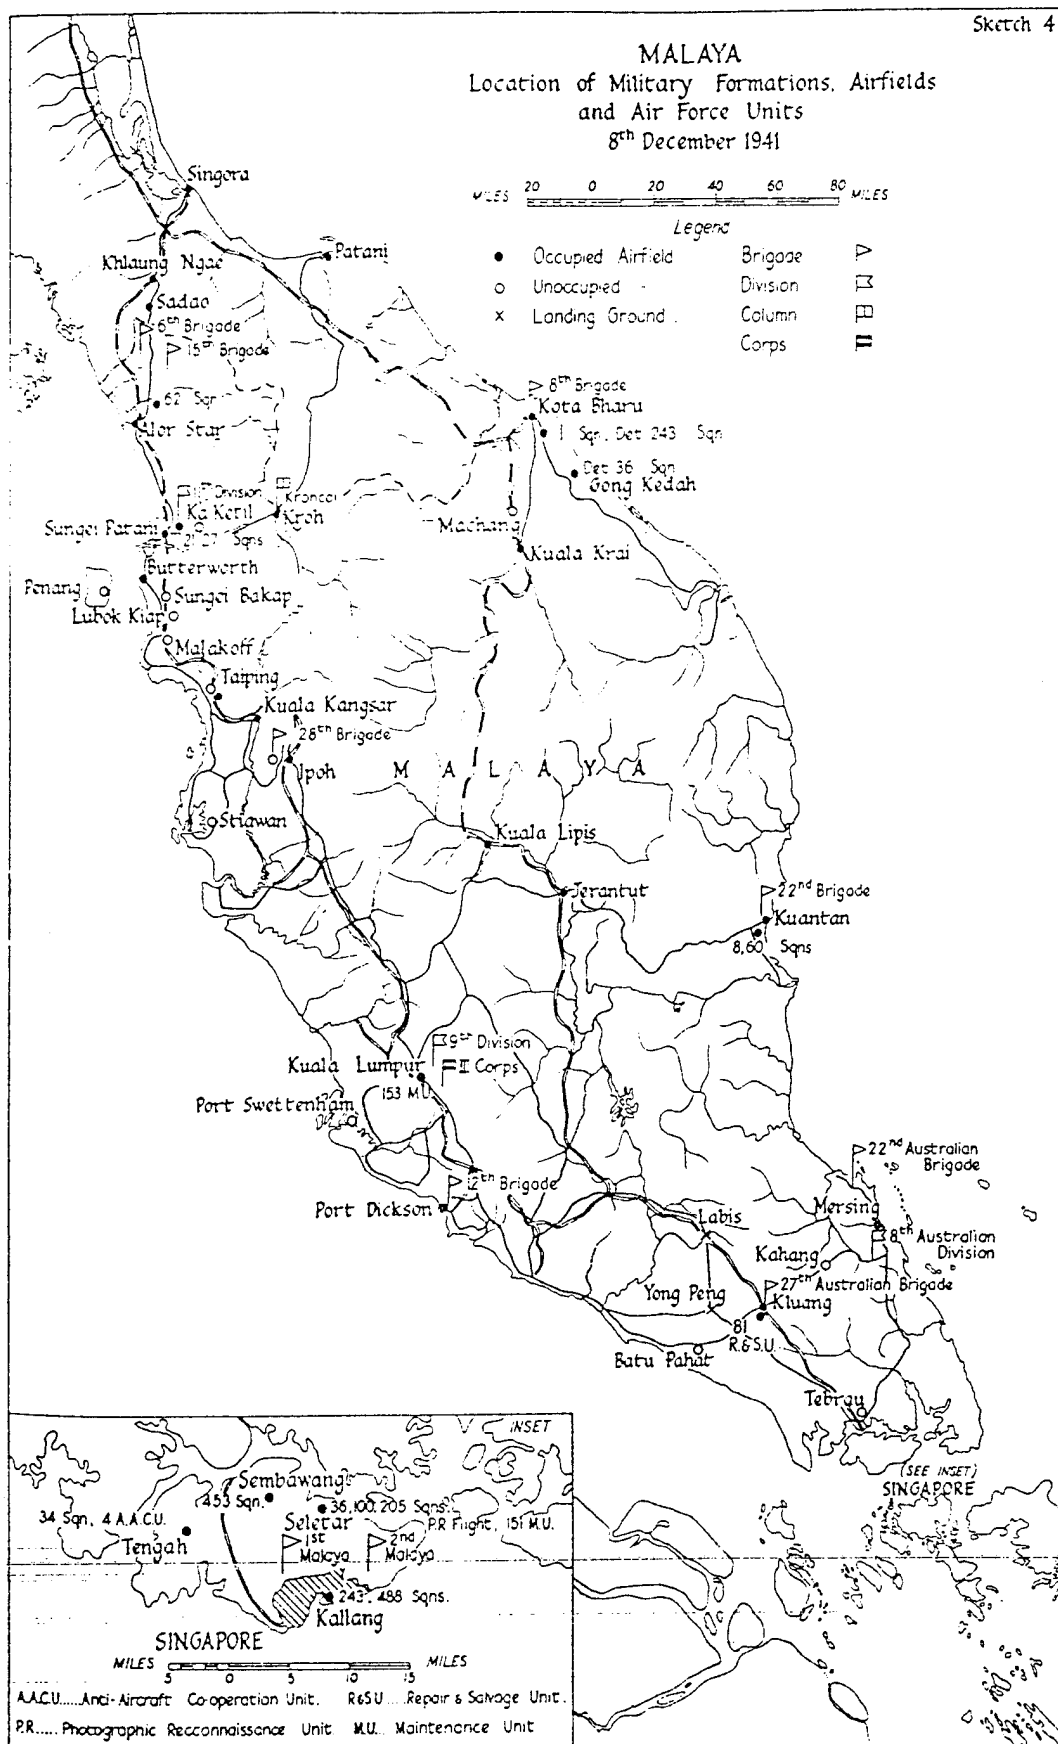 Sketch 4
MALAYA
Location of Military Formations, Airfields
and Air Force Units
8th December 1941
MILES 20 0 20 40 60 80 MILES
Legend
Occupied Airfield
Unoccupied "
Landing Ground
Brigade
Division
Column
Corps
Singora
Patani
Khlaung Ngae
Sadao
6th Brigade
15th Brigade
62 Sqn
Alor Star
8th Brigade
Kota Bharu
1 Sqn. Det 243 Sqn
Det 36 Sqn
Gong Kedah
11th Division
Ka Ketil
Kroh
Sungei Patani
27 Sqns
Machang
Kuala Krai
Butterworth
Penang
Sungei Bakap
Lubok Kiap
Malakoff
Taiping
Kuala Kangsar
28th Brigade
Ipoh
MALAYA
Stiawan
Kuala Lipis
Jerantut
22nd Brigade
Kuantan
8,60 Sqns
9th Division
Kuala Lumpur
Corps
153 M.U.
Port Swettenham
12th Brigade
Port Dickson
22nd Australian
Brigade
Mersing
Labis
8th Australian
Division
Kahang
27th Australian Brigade
Yong Peng
Kluang
81
R.&S.U.
Batu Pahat
Tebrau
(SEE INSET)
SINGAPORE
INSET
Sembawang
453 Sqn.
36,100,205 Sqns.
34 Sqn, 4 A.A.C.U.
Seletar
P.R Flight, 151 M.U.
Tengah
1st
Malaya
2nd
Malaya
243, 488 Sqns.
Kallang
SINGAPORE
MILES 5 0 5 10 15 MILES
A.A.C.U.....Anti-Aircraft Co-operation Unit. R&S.U.....Repair & Salvage Unit.
P.R.....Photographic Recconnaissance Unit M.U... Maintenance Unit